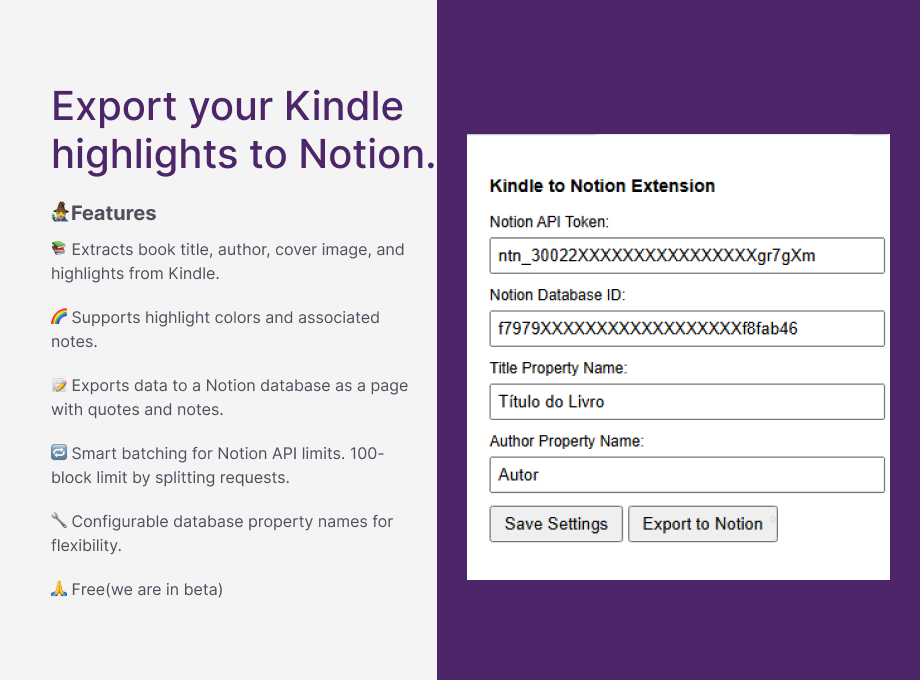 Export your Kindle
highlights to Notion.
🧙Features
📚 Extracts book title, author, cover image, and
highlights from Kindle.
🌈 Supports highlight colors and associated
notes.
📝 Exports data to a Notion database as a page
with quotes and notes.
🔁 Smart batching for Notion API limits. 100-
block limit by splitting requests.
🔧 Configurable database property names for
flexibility.
🙏 Free(we are in beta)
Kindle to Notion Extension
Notion API Token:
ntn_30022XXXXXXXXXXXXXXXXgr7gXm
Notion Database ID:
f7979XXXXXXXXXXXXXXXXXXf8fab46
Title Property Name:
Título do Livro
Author Property Name:
Autor
Save Settings
Export to Notion